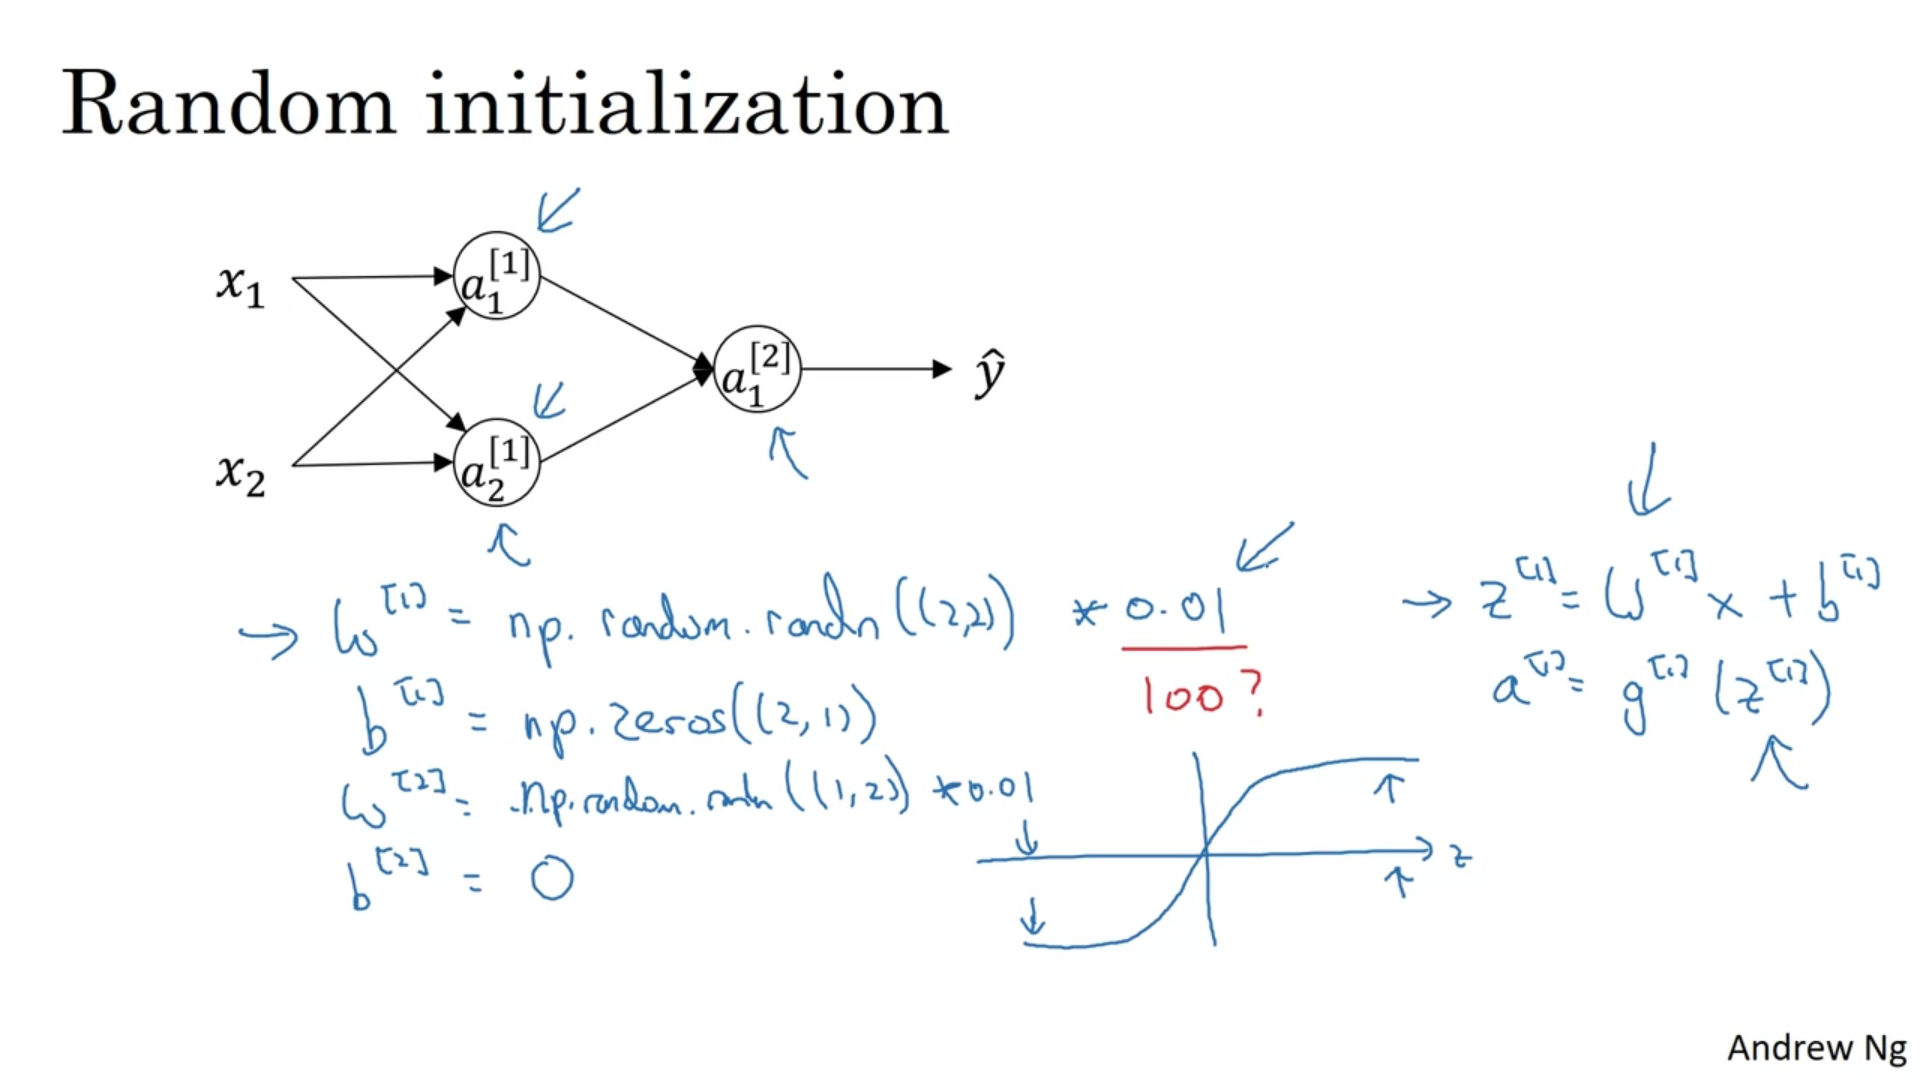 Random initialization
x₁
x₂
a₁^[1]
a₂^[1]
a₁^[2]
ŷ
→ W^[1] = np.random.randn((2,2)) * 0.01
100?
b^[1] = np.zeros((2,1))
W^[2] = np.random.randn((1,2)) * 0.01
b^[2] = 0
→ z^[1] = W^[1] x + b^[1]
a^[1] = g^[1] (z^[1])
z
Andrew Ng